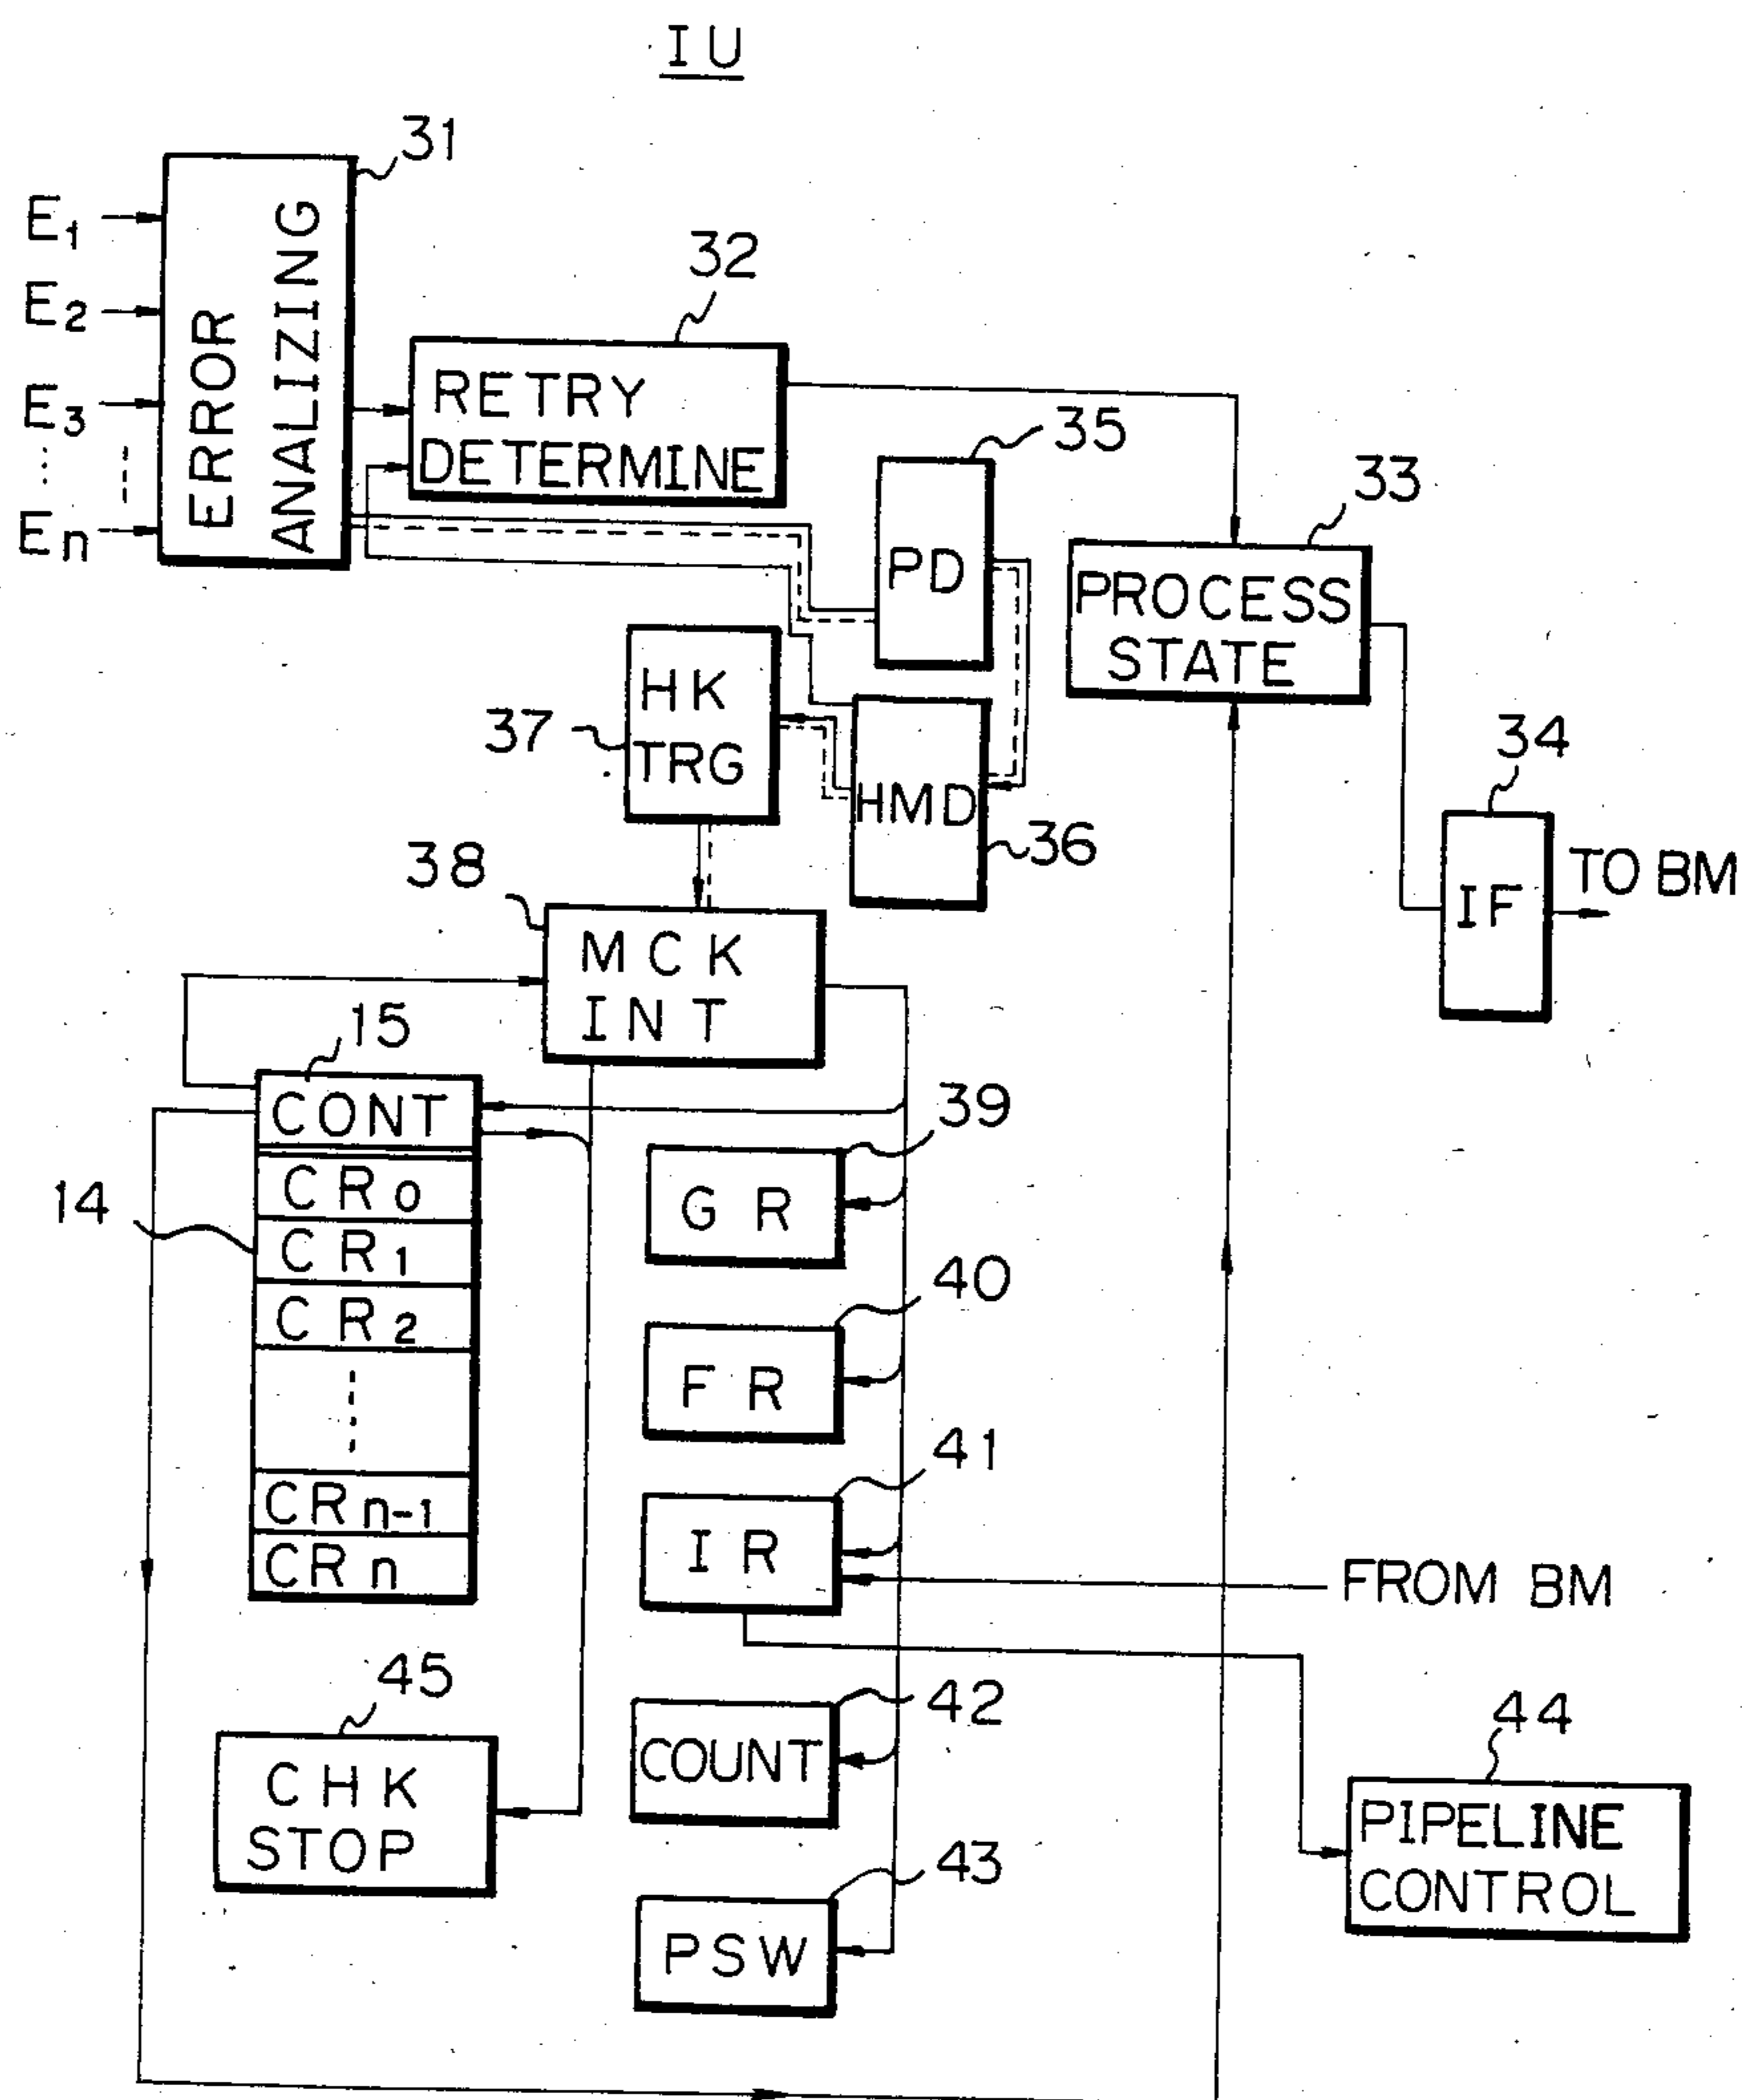 IU
31
E1
E2
E3
En
ERROR
ANALIZING
32
RETRY
DETERMINE
35
PD
33
PROCESS
STATE
37
HK
TRG
HMD
36
34
IF
TO BM
38
MCK
INT
15
CONT
14
CR0
CR1
CR2
CRn-1
CRn
39
GR
40
FR
41
IR
FROM BM
45
CHK
STOP
42
COUNT
43
PSW
44
PIPELINE
CONTROL